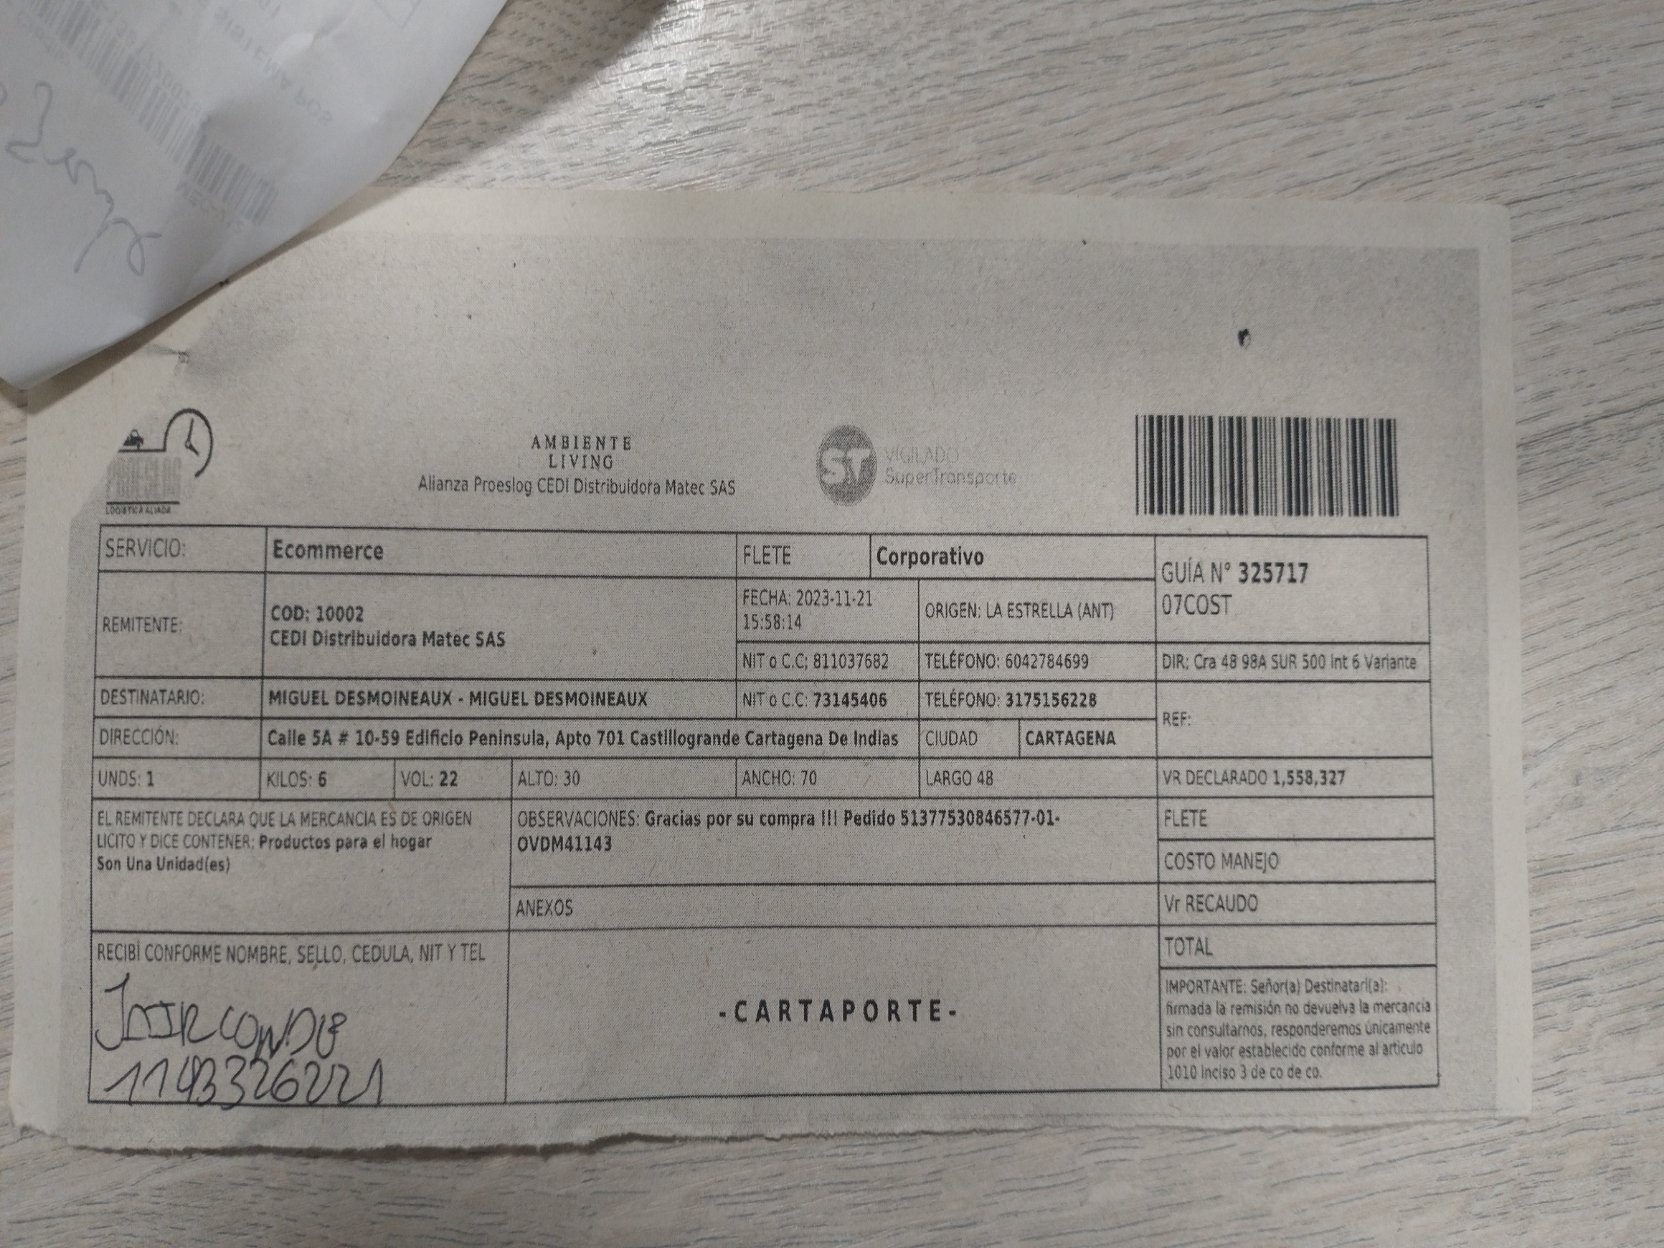 PROESLOG
LOGISTICA ALIADA
AMBIENTE
LIVING
Alianza Proeslog CEDI Distribuidora Matec SAS
ST
VIGILADO
SuperTransporte
SERVICIO: Ecommerce FLETE Corporativo
GUÍA N° 325717
07COST
REMITENTE: COD: 10002
CEDI Distribuidora Matec SAS
FECHA: 2023-11-21
15:58:14
ORIGEN: LA ESTRELLA (ANT)
NIT o C.C: 811037682 TELÉFONO: 6042784699 DIR: Cra 48 98A SUR 500 Int 6 Variante
DESTINATARIO: MIGUEL DESMOINEAUX - MIGUEL DESMOINEAUX NIT o C.C: 73145406 TELÉFONO: 3175156228
REF:
DIRECCIÓN: Calle 5A # 10-59 Edificio Peninsula, Apto 701 Castillogrande Cartagena De Indias CIUDAD CARTAGENA
UNDS: 1 KILOS: 6 VOL: 22 ALTO: 30 ANCHO: 70 LARGO 48 VR DECLARADO 1,558,327
EL REMITENTE DECLARA QUE LA MERCANCIA ES DE ORIGEN
LICITO Y DICE CONTENER: Productos para el hogar
Son Una Unidad(es)
OBSERVACIONES: Gracias por su compra !!! Pedido 51377530846577-01-
OVDM41143
ANEXOS
FLETE
COSTO MANEJO
Vr RECAUDO
TOTAL
RECIBÍ CONFORME NOMBRE, SELLO, CEDULA, NIT Y TEL
JAIR CONDE
1143326221
-CARTAPORTE-
IMPORTANTE: Señor(a) Destinatari(a):
firmada la remisión no devuelva la mercancia
sin consultarnos, responderemos únicamente
por el valor establecido conforme al articulo
1010 inciso 3 de co de co.